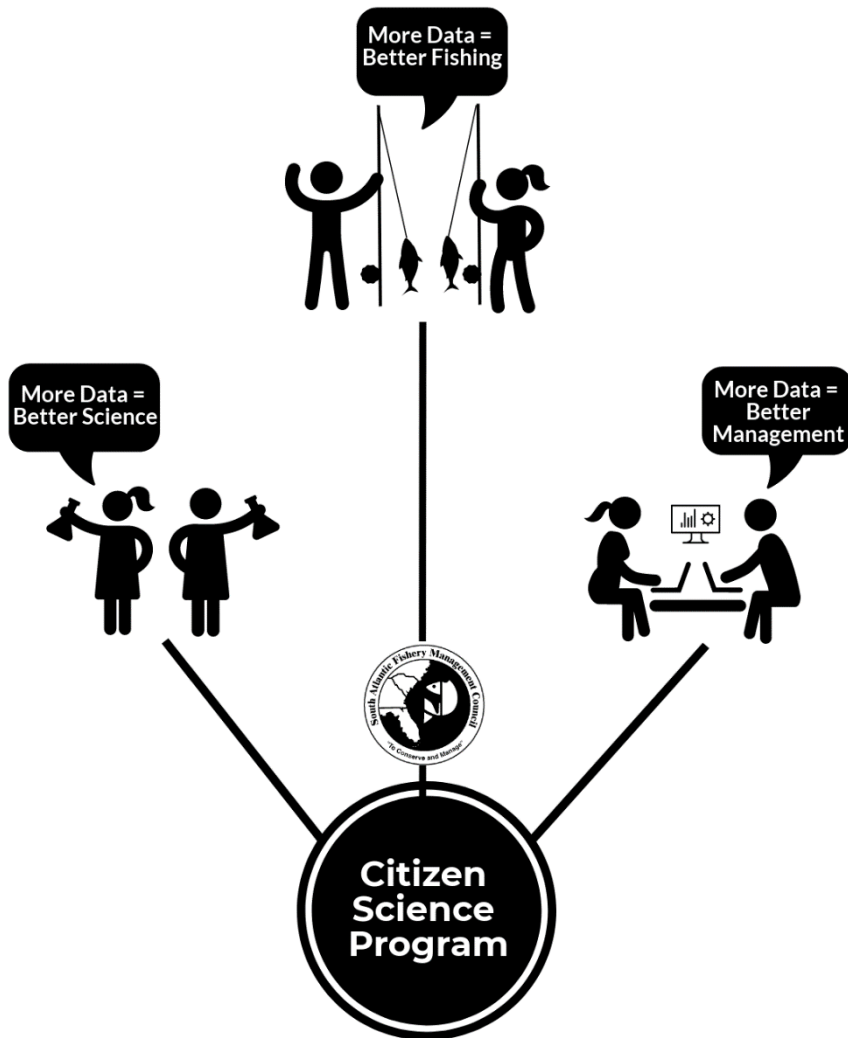 More Data =
Better Fishing
More Data =
Better Science
More Data =
Better
Management
South Atlantic Fishery Management Council
"To Conserve and Manage"
Citizen
Science
Program